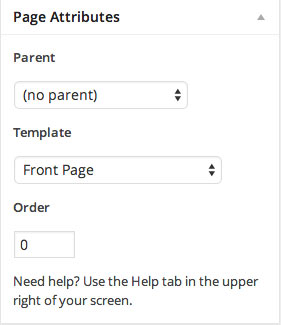 Page Attributes
Parent
(no parent)
Template
Front Page
Order
0
Need help? Use the Help tab in the upper
right of your screen.